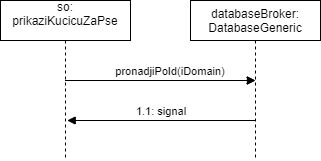 so:
prikaziKucicuZaPse
databaseBroker:
DatabaseGeneric
pronadjiPoId(iDomain)
1.1: signal